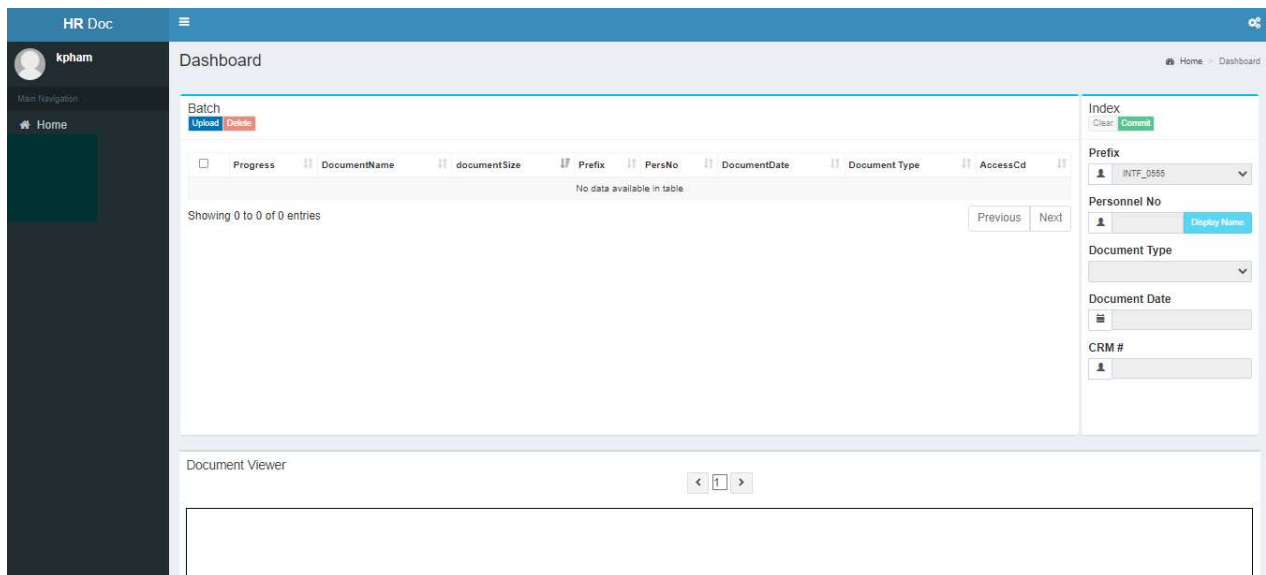 HR Doc
kpham
Main Navigation
Home
Dashboard
Home > Dashboard
Batch
Upload Delete
Progress DocumentName documentSize Prefix PersNo DocumentDate Document Type AccessCd
No data available in table
Showing 0 to 0 of 0 entries
Previous Next
Index
Clear Commit
Prefix
INTF_0555
Personnel No
Display Name
Document Type
Document Date
CRM #
Document Viewer
< 1 >